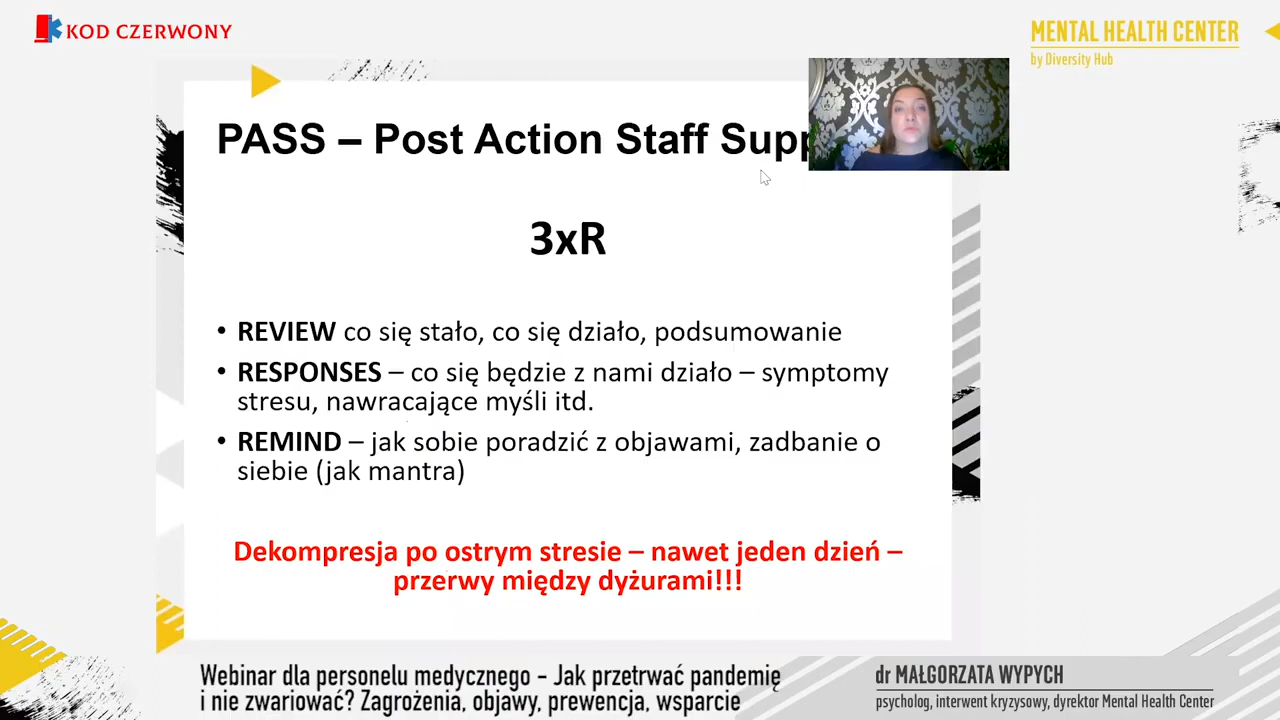 KOD CZERWONY
MENTAL HEALTH CENTER
by Diversity Hub
PASS – Post Action Staff
3xR
• REVIEW co się stało, co się działo, podsumowanie
• RESPONSES – co się będzie z nami działo – symptomy
stresu, nawracające myśli itd.
• REMIND – jak sobie poradzić z objawami, zadbanie o
siebie (jak mantra)
Dekompresja po ostrym stresie – nawet jeden dzień –
przerwy między dyżurami!!!
Webinar dla personelu medycznego – Jak przetrwać pandemię
i nie zwariować? Zagrożenia, objawy, prewencja, wsparcie
dr MAŁGORZATA WYPYCH
psycholog, interwent kryzysowy, dyrektor Mental Health Center